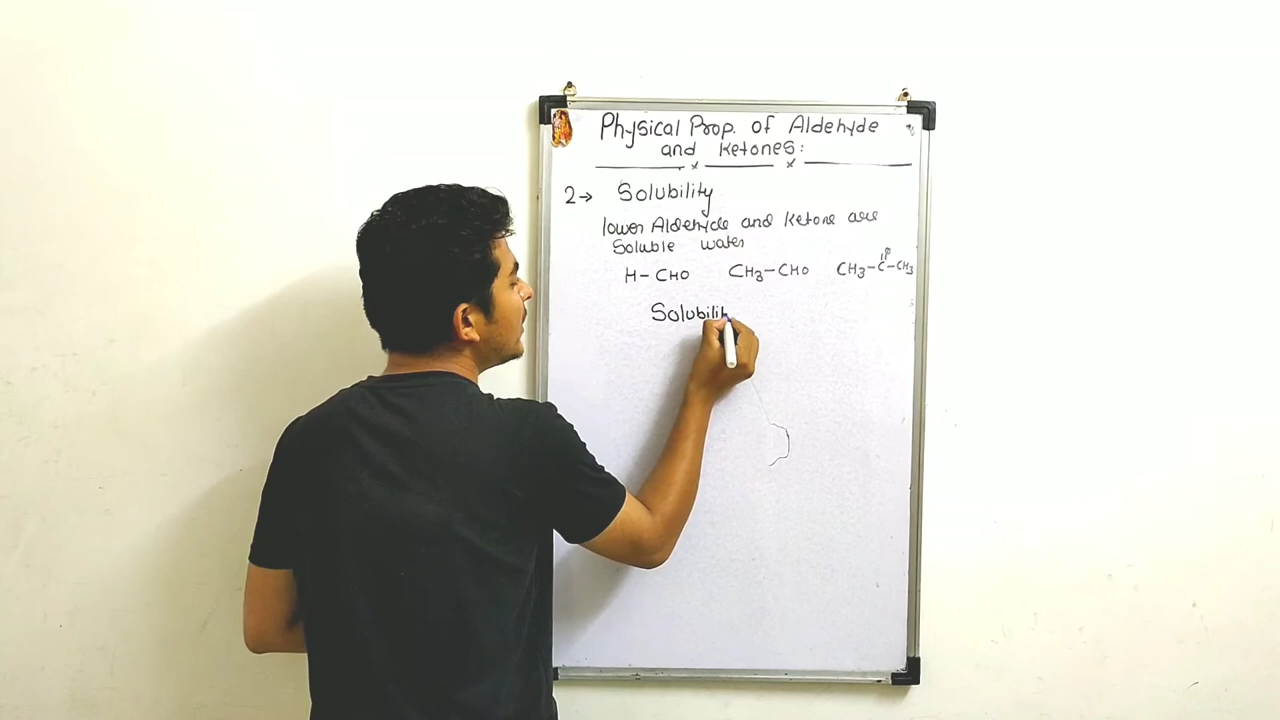 Physical Prop. of Aldehyde
and Ketones:
2→ Solubility
lower Aldehyde and Ketone are
Soluble water
H-CHO CH₃-CHO CH₃-C-CH₃
Solubilit